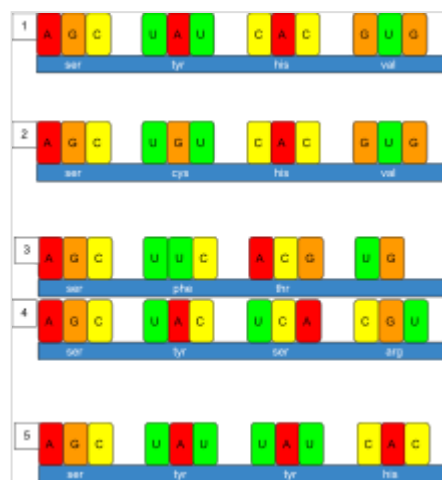 1 A G C U A U C A C G U G
ser tyr his val
2 A G C U G U C A C G U G
ser cys his val
3 A G C U U C A C G U G
ser phe thr
4 A G C U A C U C A C G U
ser tyr ser arg
5 A G C U A U U A U C A C
ser tyr tyr his